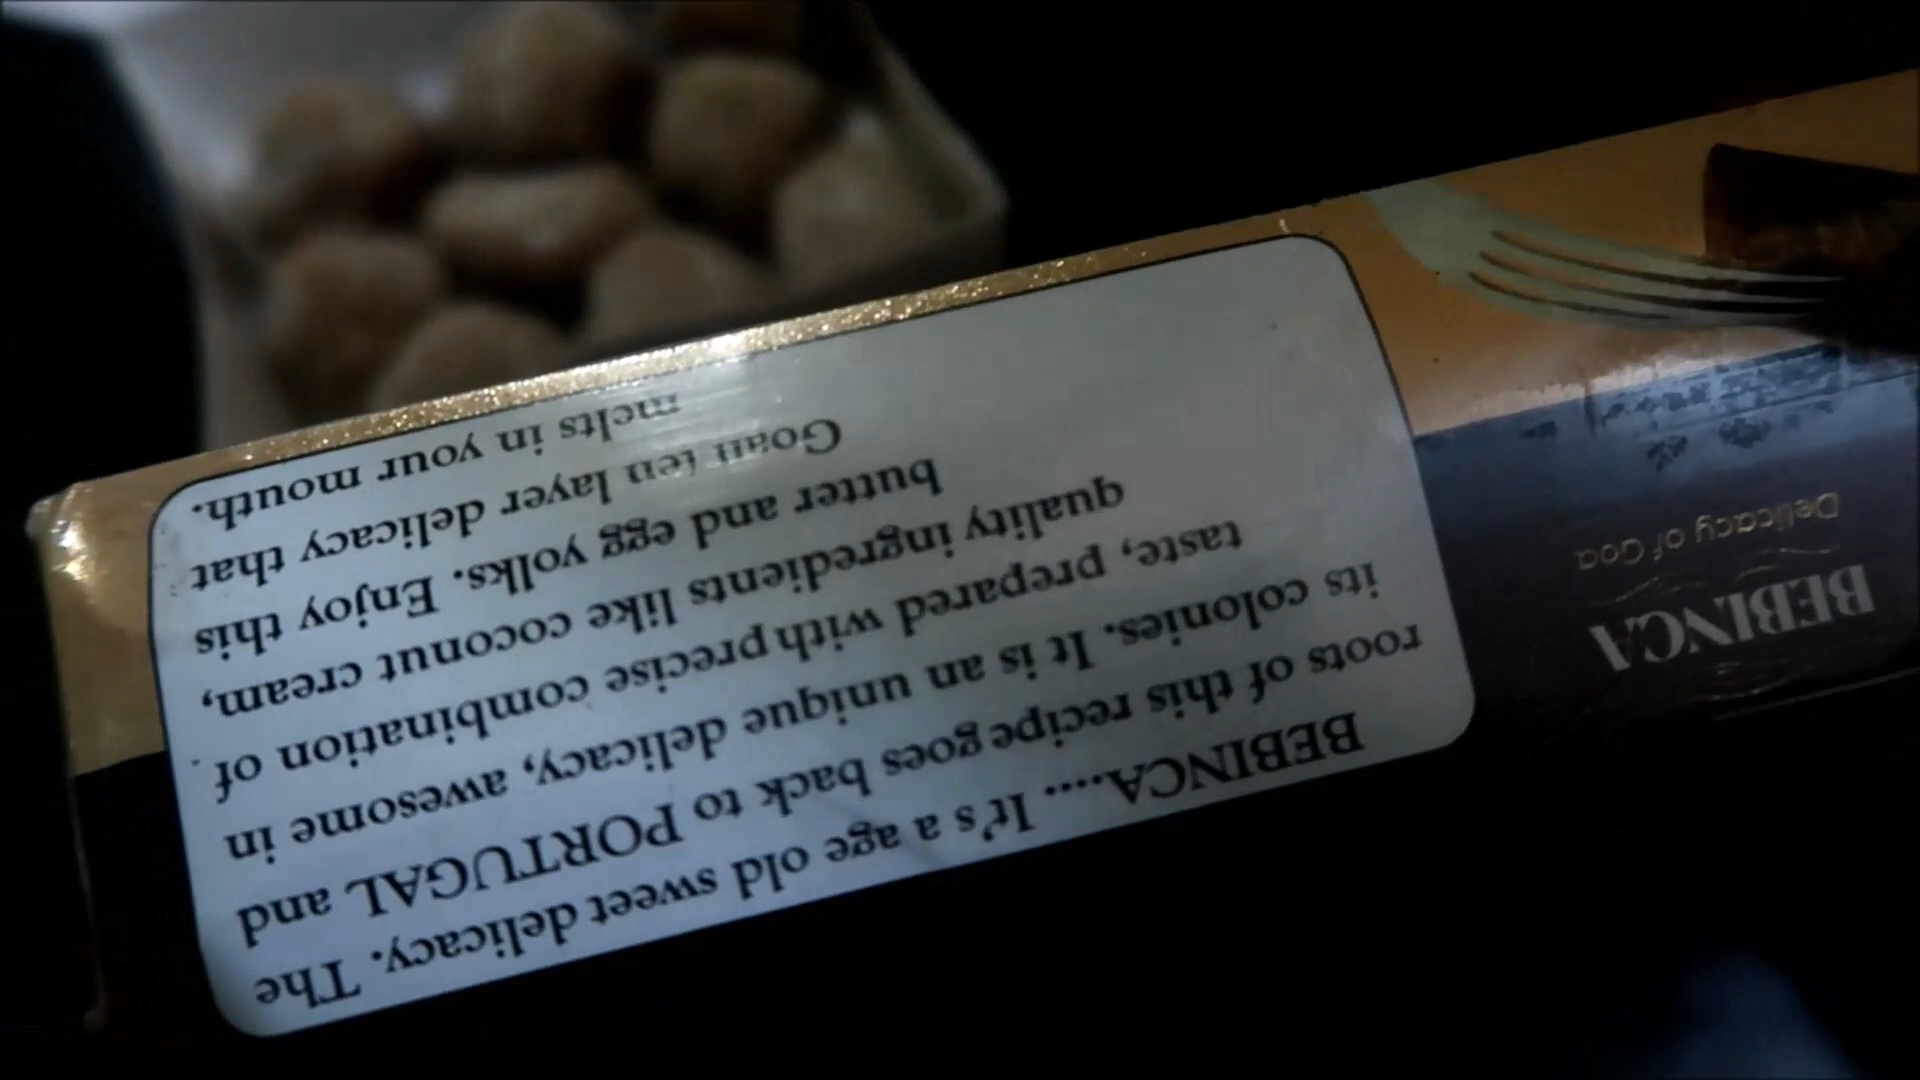 BEBINCA
Delicacy of Goa
BEBINCA.... It's a age old sweet delicacy. The
roots of this recipe goes back to PORTUGAL and
its colonies. It is an unique delicacy, awesome in
taste, prepared with precise combination of
quality ingredients like coconut cream,
butter and egg yolks. Enjoy this
Goan ten layer delicacy that
melts in your mouth.